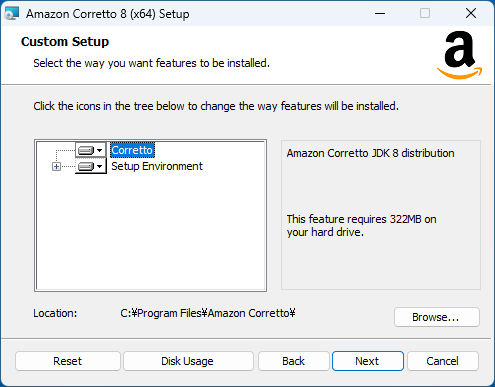 Amazon Corretto 8 (x64) Setup
Custom Setup
Select the way you want features to be installed.
a
Click the icons in the tree below to change the way features will be installed.
Corretto
Setup Environment
Amazon Corretto JDK 8 distribution
This feature requires 322MB on
your hard drive.
Location:
C:¥Program Files¥Amazon Corretto¥
Browse...
Reset
Disk Usage
Back
Next
Cancel